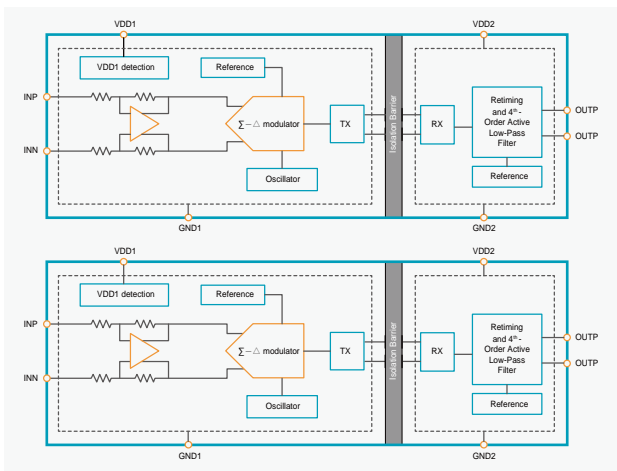 VDD1
VDD2
VDD1 detection
Reference
INP
INN
∑−△ modulator
Oscillator
TX
Isolation Barrier
RX
Retiming
and 4th-
Order Active
Low-Pass
Filter
Reference
OUTP
OUTP
GND1
GND2
VDD1
VDD2
VDD1 detection
Reference
INP
INN
∑−△ modulator
Oscillator
TX
Isolation Barrier
RX
Retiming
and 4th-
Order Active
Low-Pass
Filter
Reference
OUTP
OUTP
GND1
GND2